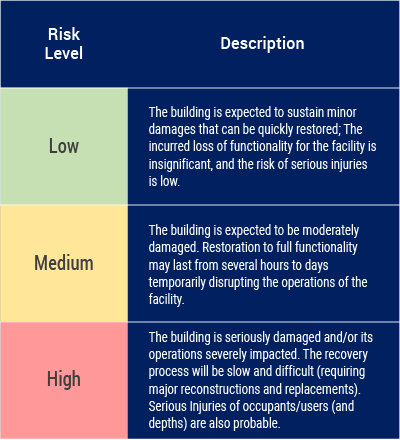 Risk
Level
Description
Low
The building is expected to sustain minor
damages that can be quickly restored; The
incurred loss of functionality for the facility is
insignificant, and the risk of serious injuries
is low.
Medium
The building is expected to be moderately
damaged. Restoration to full functionality
may last from several hours to days
temporarily disrupting the operations of the
facility.
High
The building is seriously damaged and/or its
operations severely impacted. The recovery
process will be slow and difficult (requiring
major reconstructions and replacements).
Serious Injuries of occupants/users (and
depths) are also probable.